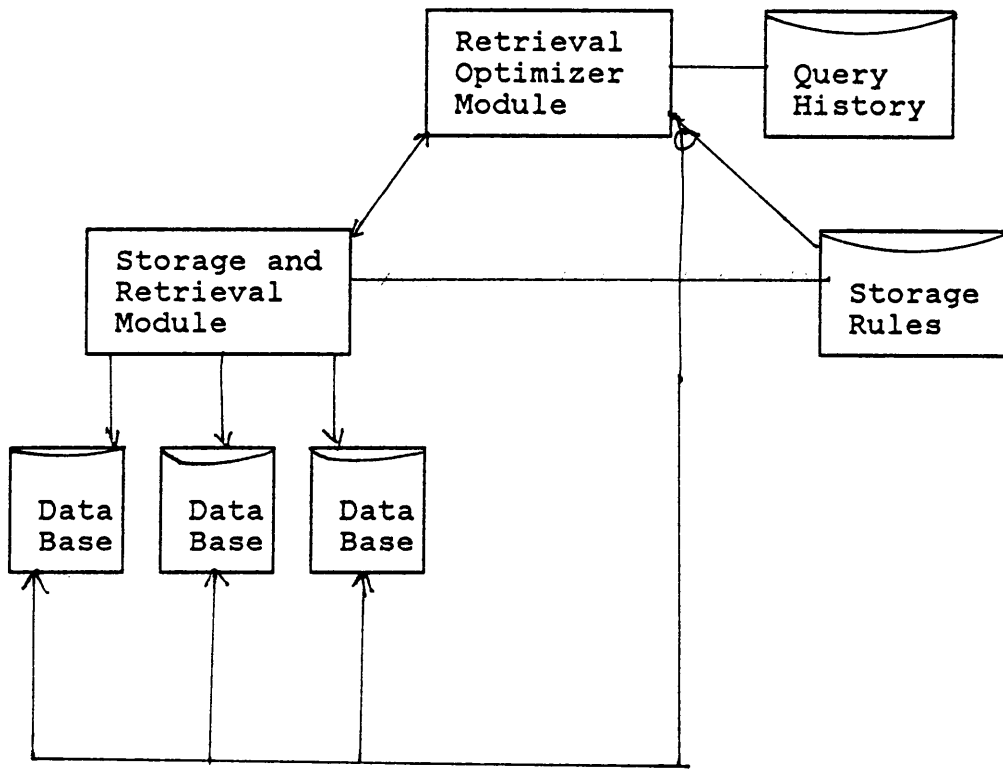 Retrieval
Optimizer
Module
Query
History
Storage and
Retrieval
Module
Storage
Rules
Data
Base
Data
Base
Data
Base